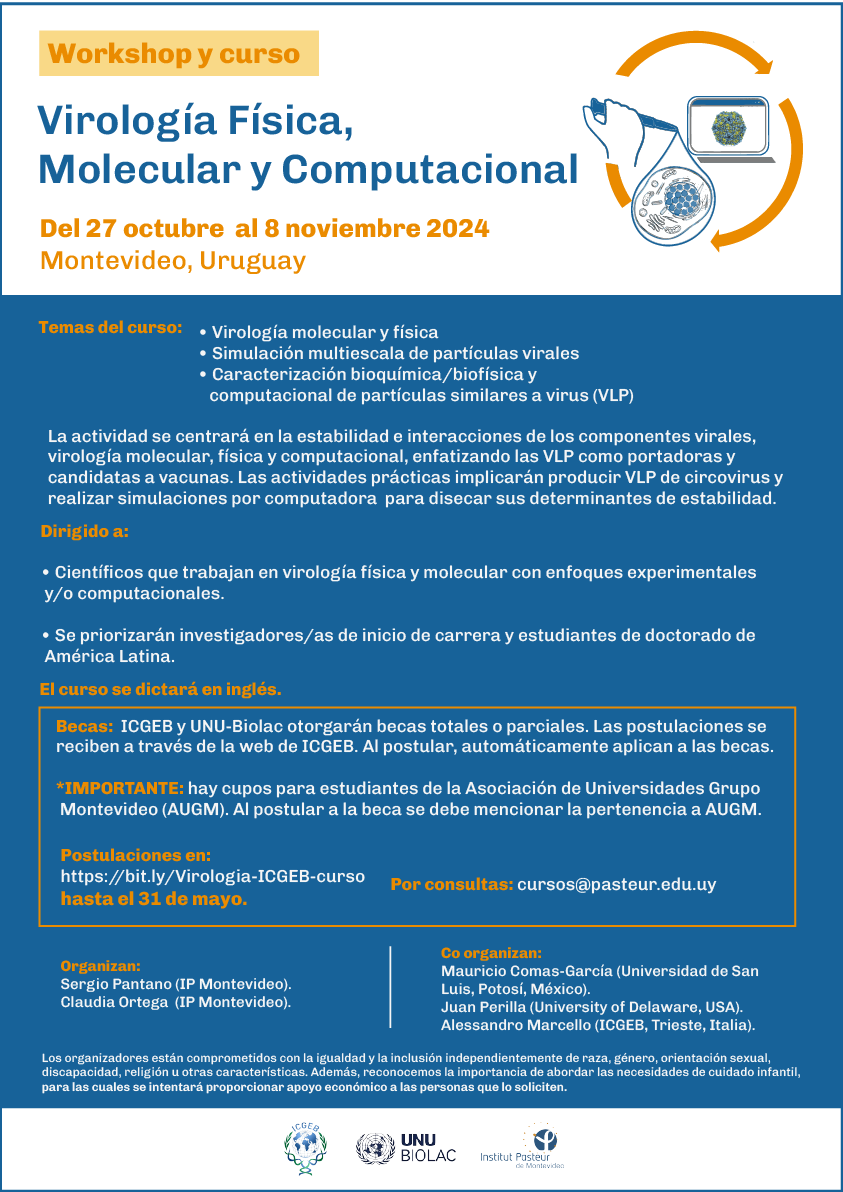 Workshop y curso
Virología Física,
Molecular y Computacional
Del 27 octubre al 8 noviembre 2024
Montevideo, Uruguay
Temas del curso:
• Virología molecular y física
• Simulación multiescala de partículas virales
• Caracterización bioquímica/biofísica y
computacional de partículas similares a virus (VLP)
La actividad se centrará en la estabilidad e interacciones de los componentes virales,
virología molecular, física y computacional, enfatizando las VLP como portadoras y
candidatas a vacunas. Las actividades prácticas implicarán producir VLP de circovirus y
realizar simulaciones por computadora para disecar sus determinantes de estabilidad.
Dirigido a:
• Científicos que trabajan en virología física y molecular con enfoques experimentales
y/o computacionales.
• Se priorizarán investigadores/as de inicio de carrera y estudiantes de doctorado de
América Latina.
El curso se dictará en inglés.
Becas: ICGEB y UNU-Biolac otorgarán becas totales o parciales. Las postulaciones se
reciben a través de la web de ICGEB. Al postular, automáticamente aplican a las becas.
*IMPORTANTE: hay cupos para estudiantes de la Asociación de Universidades Grupo
Montevideo (AUGM). Al postular a la beca se debe mencionar la pertenencia a AUGM.
Postulaciones en:
https://bit.ly/Virologia-ICGEB-curso
hasta el 31 de mayo.
Por consultas: cursos@pasteur.edu.uy
Organizan:
Sergio Pantano (IP Montevideo).
Claudia Ortega (IP Montevideo).
Co organizan:
Mauricio Comas-García (Universidad de San
Luis, Potosí, México).
Juan Perilla (University of Delaware, USA).
Alessandro Marcello (ICGEB, Trieste, Italia).
Los organizadores están comprometidos con la igualdad y la inclusión independientemente de raza, género, orientación sexual,
discapacidad, religión u otras características. Además, reconocemos la importancia de abordar las necesidades de cuidado infantil,
para las cuales se intentará proporcionar apoyo económico a las personas que lo soliciten.
ICGEB
UNU
BIOLAC
Institut Pasteur
de Montevideo